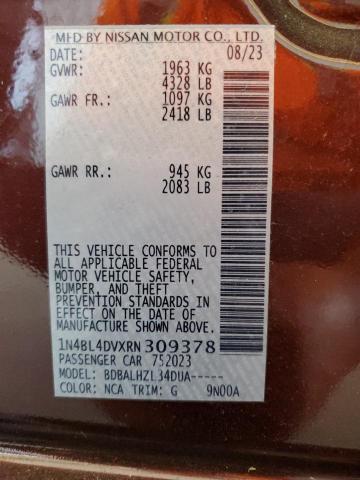 MFD BY NISSAN MOTOR CO., LTD.
DATE: 08/23
GVWR: 1963 KG
4328 LB
GAWR FR.: 1097 KG
2418 LB
GAWR RR.: 945 KG
2083 LB
THIS VEHICLE CONFORMS TO
ALL APPLICABLE FEDERAL
MOTOR VEHICLE SAFETY,
BUMPER, AND THEFT
PREVENTION STANDARDS IN
EFFECT ON THE DATE OF
MANUFACTURE SHOWN ABOVE.
1N4BL4DVXRN309378
PASSENGER CAR 752023
MODEL: BDBALHZL34DUA-----
COLOR: NCA TRIM: G 9N00A